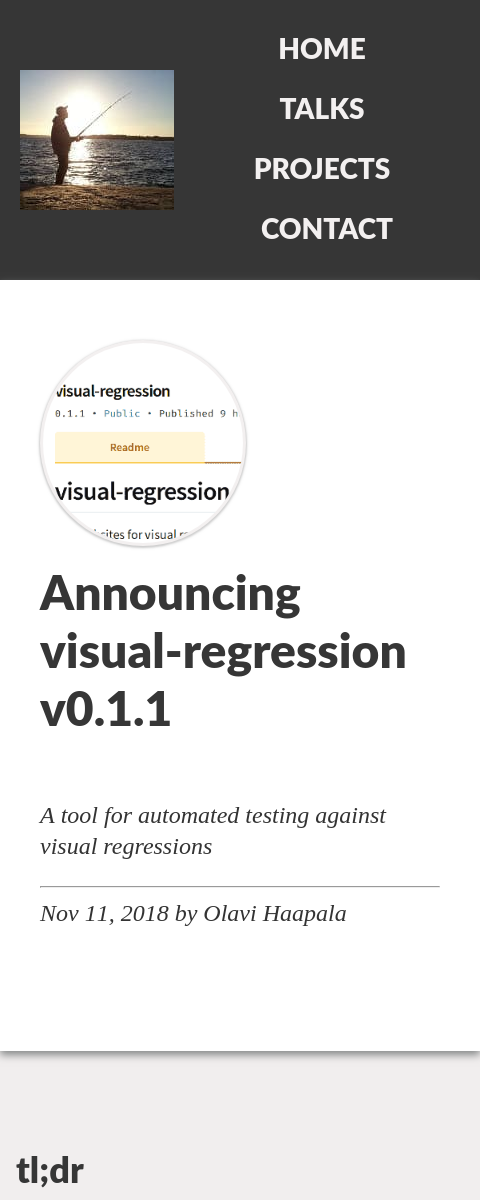 HOME
TALKS
PROJECTS
CONTACT
visual-regression
0.1.1 • Public • Published 9 h
Readme
visual-regression
sites for visual
Announcing
visual-regression
v0.1.1
A tool for automated testing against
visual regressions
Nov 11, 2018 by Olavi Haapala
tl;dr